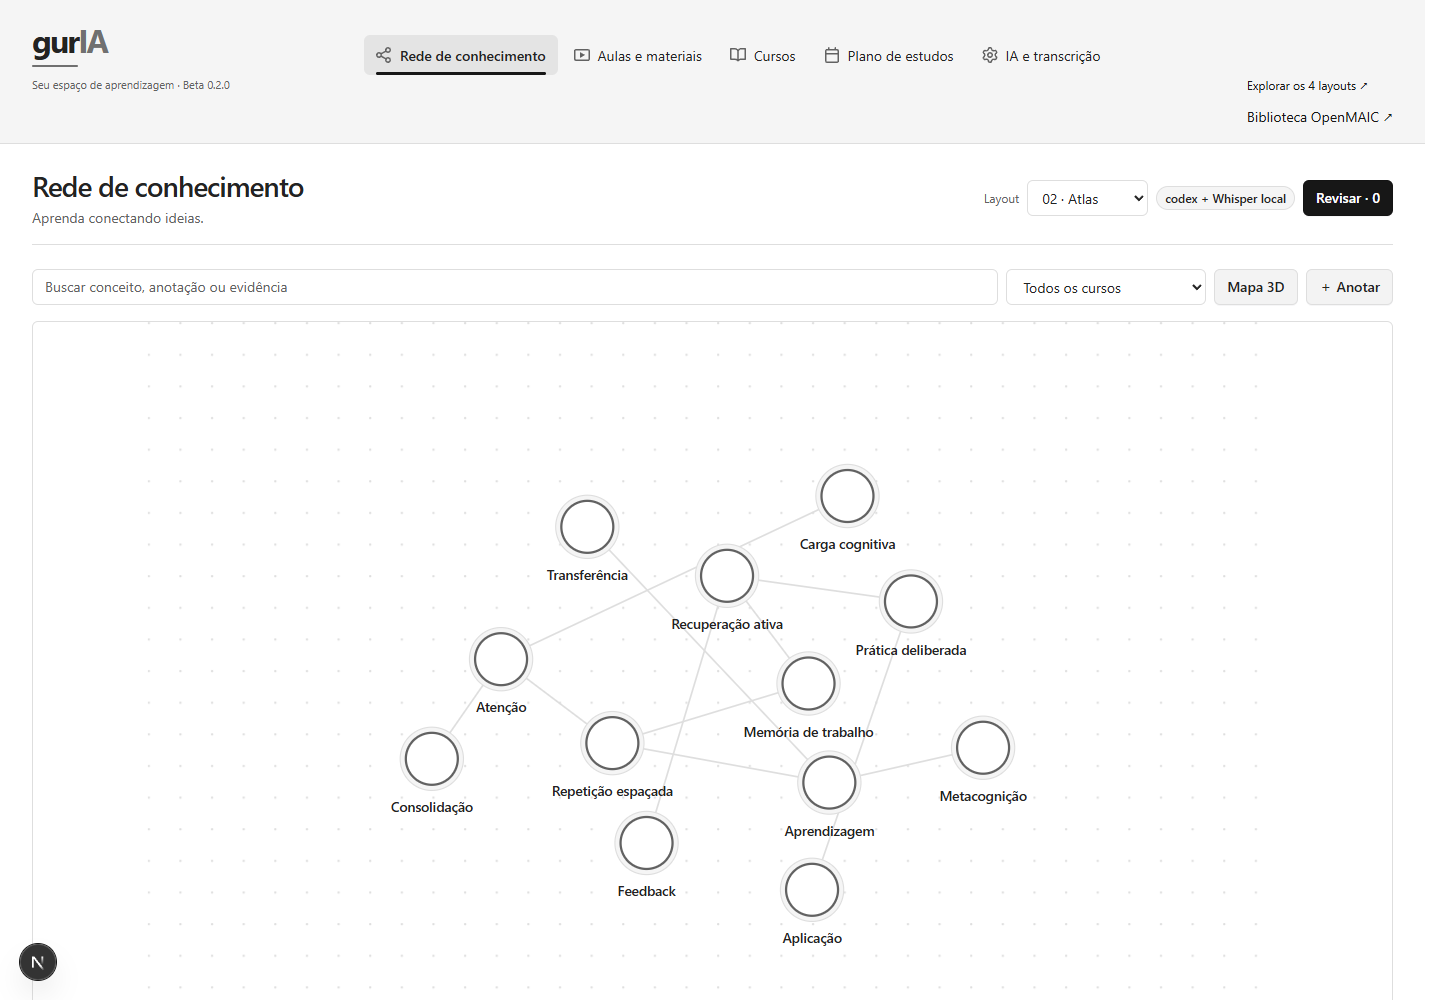 gurIA
Seu espaço de aprendizagem · Beta 0.2.0
Rede de conhecimento
Aulas e materiais
Cursos
Plano de estudos
IA e transcrição
Explorar os 4 layouts ↗
Biblioteca OpenMAIC ↗
Rede de conhecimento
Aprenda conectando ideias.
Layout
02 · Atlas
codex + Whisper local
Revisar · 0
Buscar conceito, anotação ou evidência
Todos os cursos
Mapa 3D
+ Anotar
Carga cognitiva
Transferência
Recuperação ativa
Prática deliberada
Atenção
Memória de trabalho
Repetição espaçada
Metacognição
Consolidação
Aprendizagem
Feedback
Aplicação
N